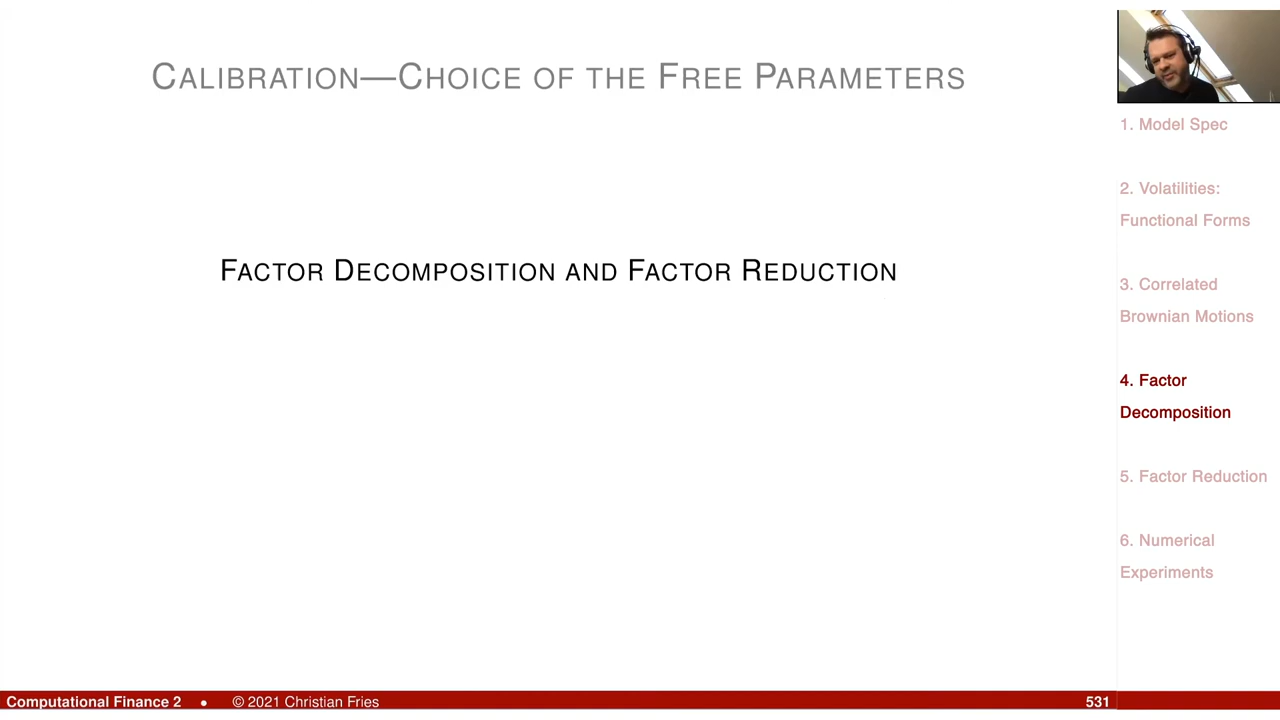 CALIBRATION—CHOICE OF THE FREE PARAMETERS
FACTOR DECOMPOSITION AND FACTOR REDUCTION
1. Model Spec
2. Volatilities:
Functional Forms
3. Correlated
Brownian Motions
4. Factor
Decomposition
5. Factor Reduction
6. Numerical
Experiments
Computational Finance 2 • © 2021 Christian Fries 531